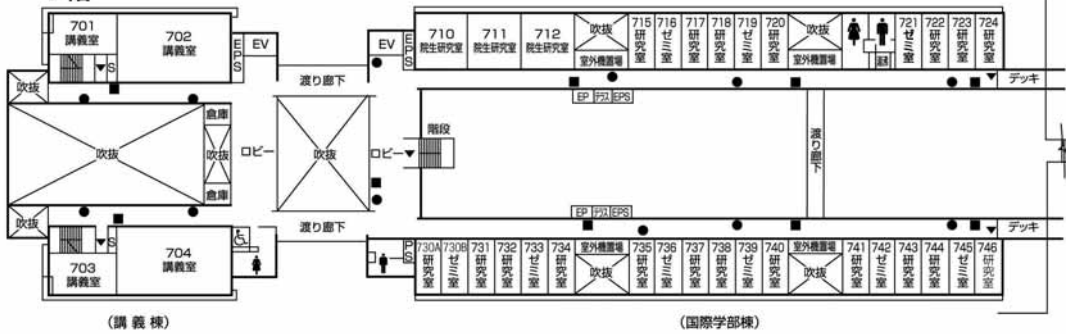 701
講義室
702
講義室
S
EPS
EV
渡り廊下
EV
EPS
710
院生研究室
711
院生研究室
712
院生研究室
吹抜
室外機置場
715
研究室
716
ゼミ室
717
研究室
718
研究室
719
ゼミ室
720
研究室
吹抜
室外機置場
721
ゼミ室
722
研究室
723
研究室
724
研究室
デッキ
吹抜
吹抜
倉庫
吹抜
倉庫
ロビー
吹抜
ロビー
階段
EP
テラス
EPS
渡り廊下
EP
テラス
EPS
吹抜
S
703
講義室
704
講義室
渡り廊下
PS
730A
研究室
730B
ゼミ室
731
研究室
732
研究室
733
ゼミ室
734
研究室
室外機置場
吹抜
735
研究室
736
ゼミ室
737
研究室
738
研究室
739
ゼミ室
740
研究室
室外機置場
吹抜
741
研究室
742
ゼミ室
743
研究室
744
研究室
745
ゼミ室
746
研究室
デッキ
(講義棟)
(国際学部棟)